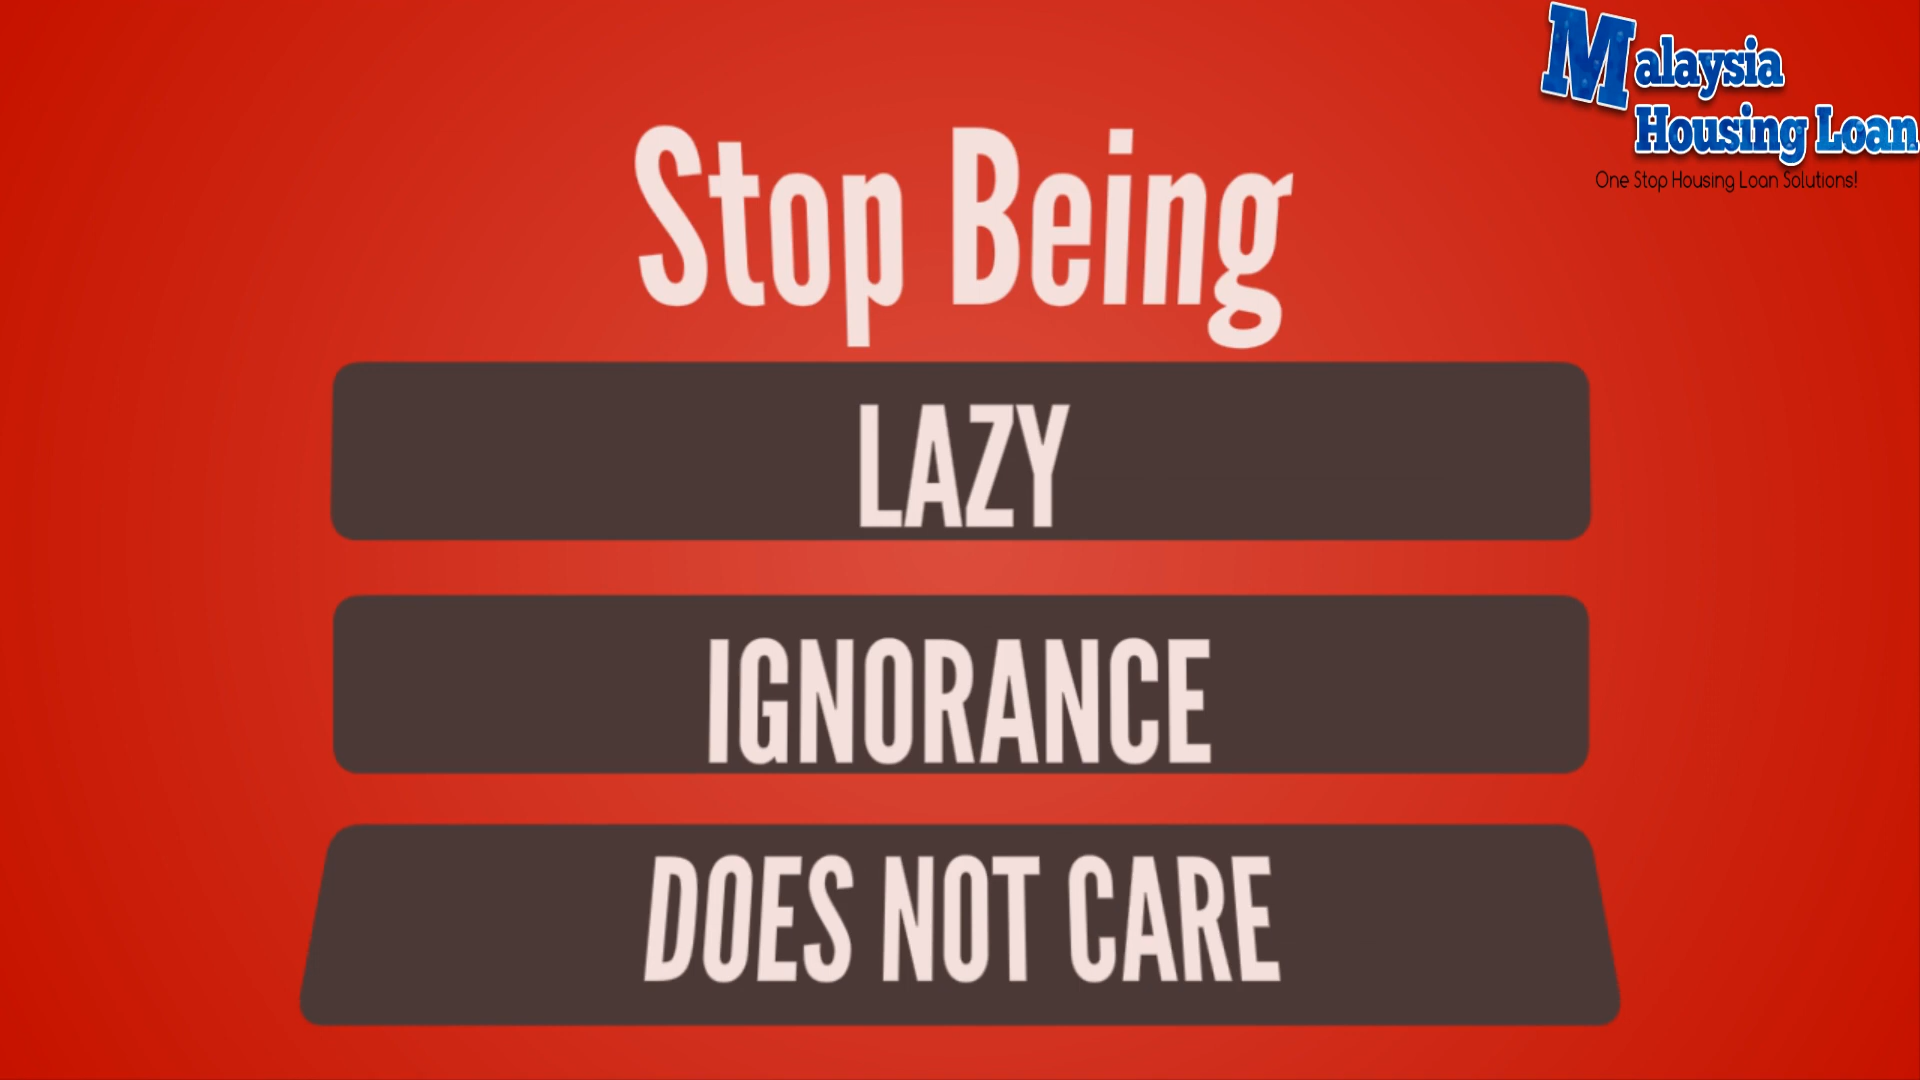 Malaysia
Housing Loan
One Stop Housing Loan Solutions!
Stop Being
LAZY
IGNORANCE
DOES NOT CARE